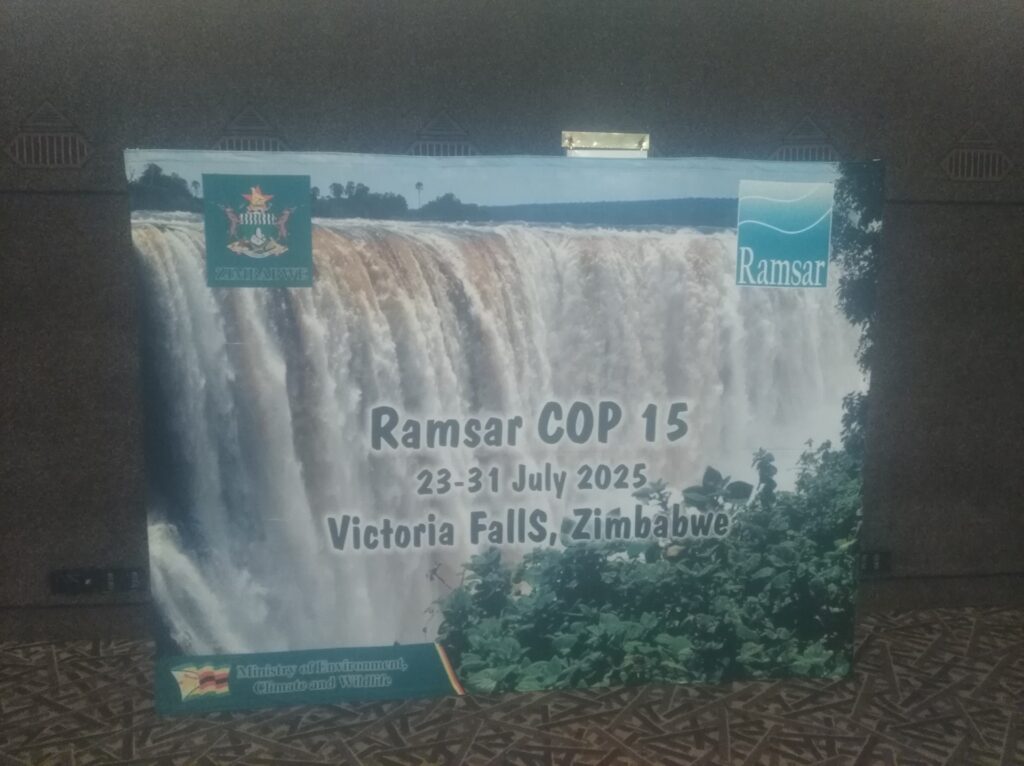 ZIMBABWE
Ramsar
Ramsar COP 15
23-31 July 2025
Victoria FallS, Zimbabwe
Ministry of Environment,
Climate and Wildlife